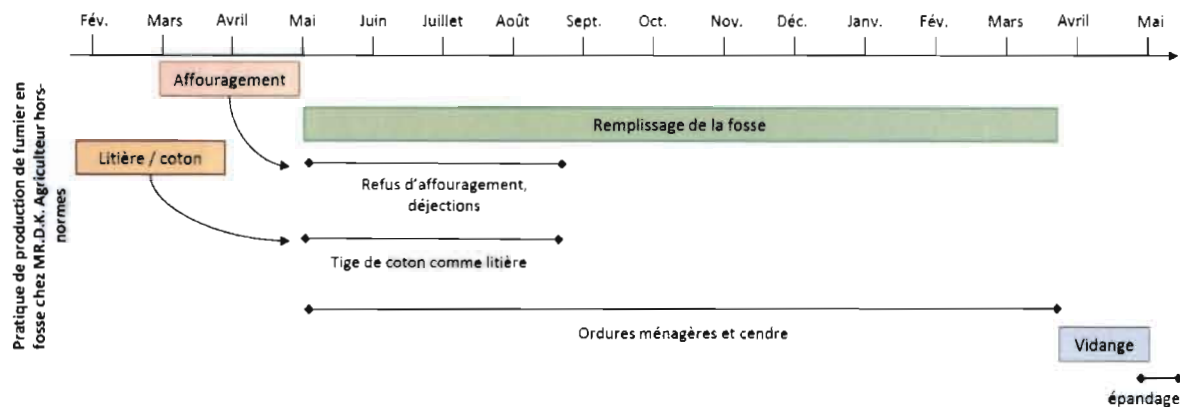 Fév. Mars Avril Mai Juin Juillet Août Sept. Oct. Nov. Déc. Janv. Fév. Mars Avril Mai
Pratique de production de fumier en
fosse chez MR.D.K. Agriculteur hors-
normes
Affouragement
Remplissage de la fosse
Litière / coton
Refus d'affouragement,
déjections
Tige de coton comme litière
Ordures ménagères et cendre
Vidange
épandage